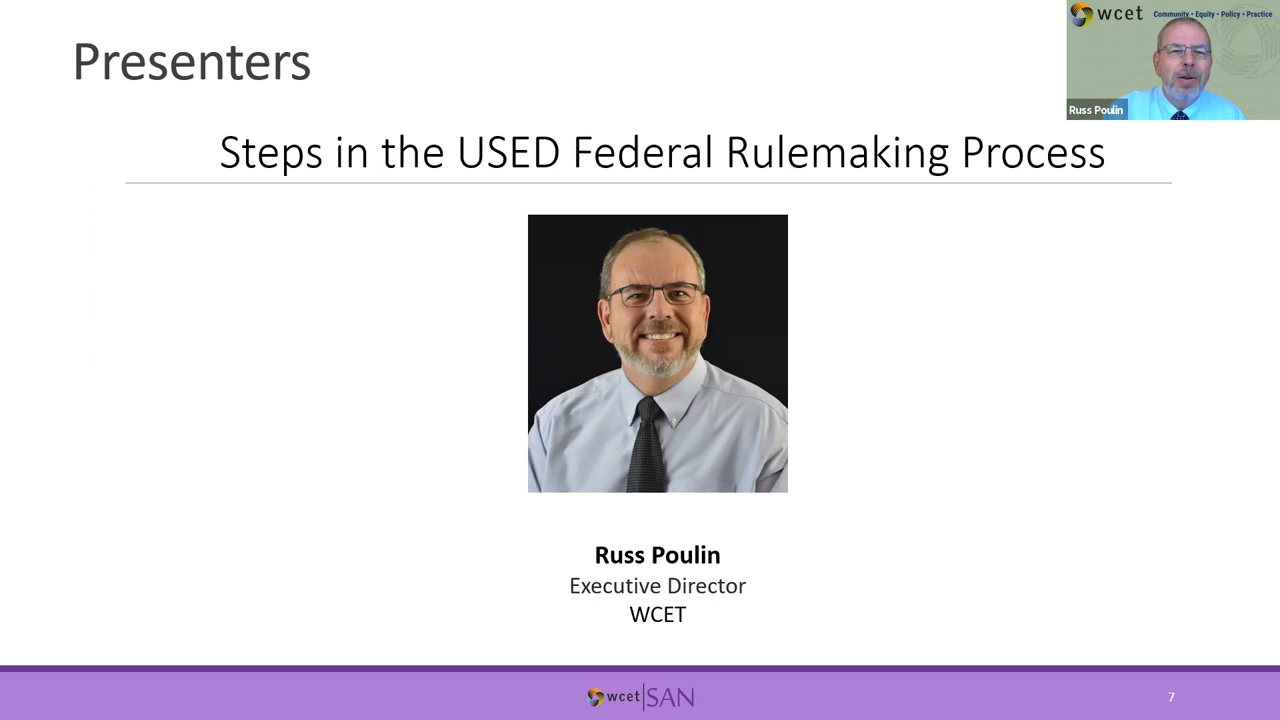 Presenters
wcet
Community • Equity • Policy • Practice
Russ Poulin
Steps in the USED Federal Rulemaking Process
Russ Poulin
Executive Director
WCET
wcet|SAN
7